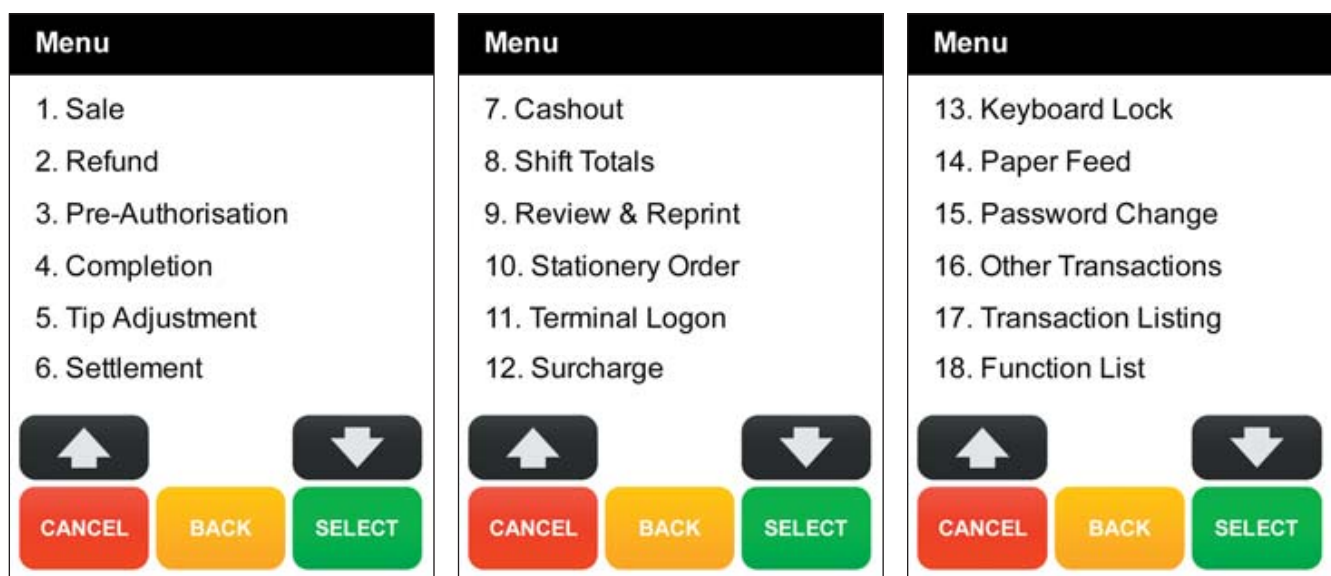 Menu
1. Sale
2. Refund
3. Pre-Authorisation
4. Completion
5. Tip Adjustment
6. Settlement
CANCEL
BACK
SELECT
Menu
7. Cashout
8. Shift Totals
9. Review & Reprint
10. Stationery Order
11. Terminal Logon
12. Surcharge
CANCEL
BACK
SELECT
Menu
13. Keyboard Lock
14. Paper Feed
15. Password Change
16. Other Transactions
17. Transaction Listing
18. Function List
CANCEL
BACK
SELECT